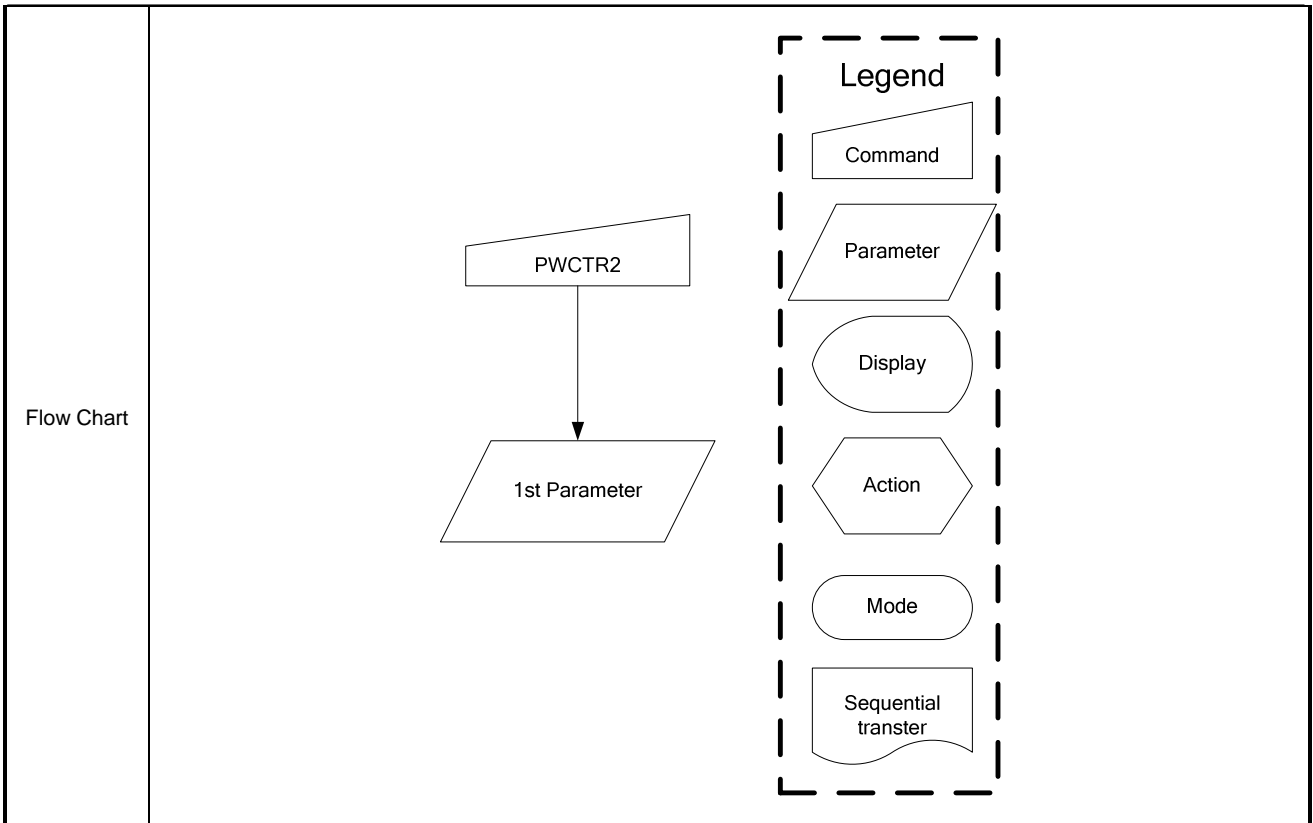 Flow Chart
PWCTR2
1st Parameter
Legend
Command
Parameter
Display
Action
Mode
Sequential
transter